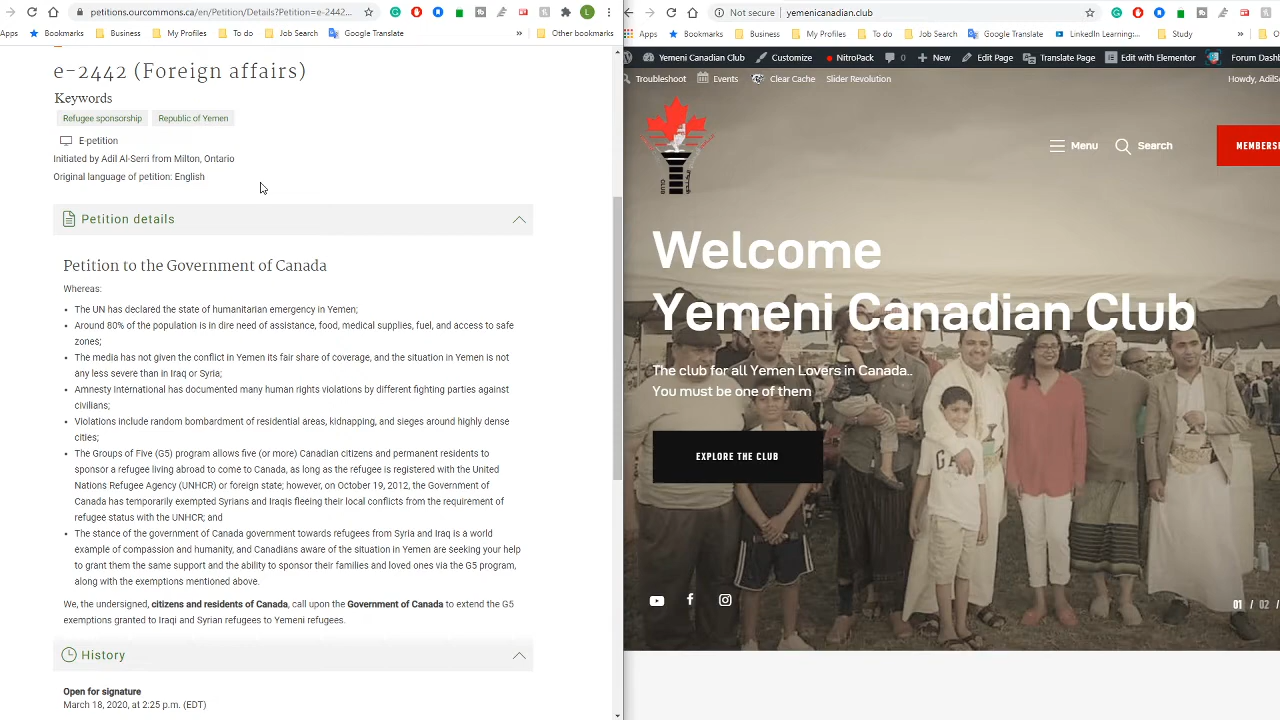 petitions.ourcommons.ca/en/Petition/Details?Petition=e-2442...
Apps Bookmarks Business My Profiles To do Job Search Google Translate » Other bookmarks
e-2442 (Foreign affairs)
Keywords
Refugee sponsorship Republic of Yemen
E-petition
Initiated by Adil Al-Serri from Milton, Ontario
Original language of petition: English
Petition details
Petition to the Government of Canada
Whereas:
• The UN has declared the state of humanitarian emergency in Yemen;
• Around 80% of the population is in dire need of assistance, food, medical supplies, fuel, and access to safe
zones;
• The media has not given the conflict in Yemen its fair share of coverage, and the situation in Yemen is not
any less severe than in Iraq or Syria;
• Amnesty International has documented many human rights violations by different fighting parties against
civilians;
• Violations include random bombardment of residential areas, kidnapping, and sieges around highly dense
cities;
• The Groups of Five (G5) program allows five (or more) Canadian citizens and permanent residents to
sponsor a refugee living abroad to come to Canada, as long as the refugee is registered with the United
Nations Refugee Agency (UNHCR) or foreign state; however, on October 19, 2012, the Government of
Canada has temporarily exempted Syrians and Iraqis fleeing their local conflicts from the requirement of
refugee status with the UNHCR; and
• The stance of the government of Canada government towards refugees from Syria and Iraq is a world
example of compassion and humanity, and Canadians aware of the situation in Yemen are seeking your help
to grant them the same support and the ability to sponsor their families and loved ones via the G5 program,
along with the exemptions mentioned above.
We, the undersigned, citizens and residents of Canada, call upon the Government of Canada to extend the G5
exemptions granted to Iraqi and Syrian refugees to Yemeni refugees.
History
Open for signature
March 18, 2020, at 2:25 p.m. (EDT)
Not secure | yemenicanadian.club
Apps Bookmarks Business My Profiles To do Job Search Google Translate LinkedIn Learning:... Study »
Yemeni Canadian Club Customize NitroPack 0 New Edit Page Translate Page Edit with Elementor Forum Dashb
Troubleshoot Events Clear Cache Slider Revolution Howdy, AdilSe
Menu Search MEMBERS
CLUB
Welcome
Yemeni Canadian Club
The club for all Yemen Lovers in Canada..
You must be one of them
EXPLORE THE CLUB
01 / 02 /